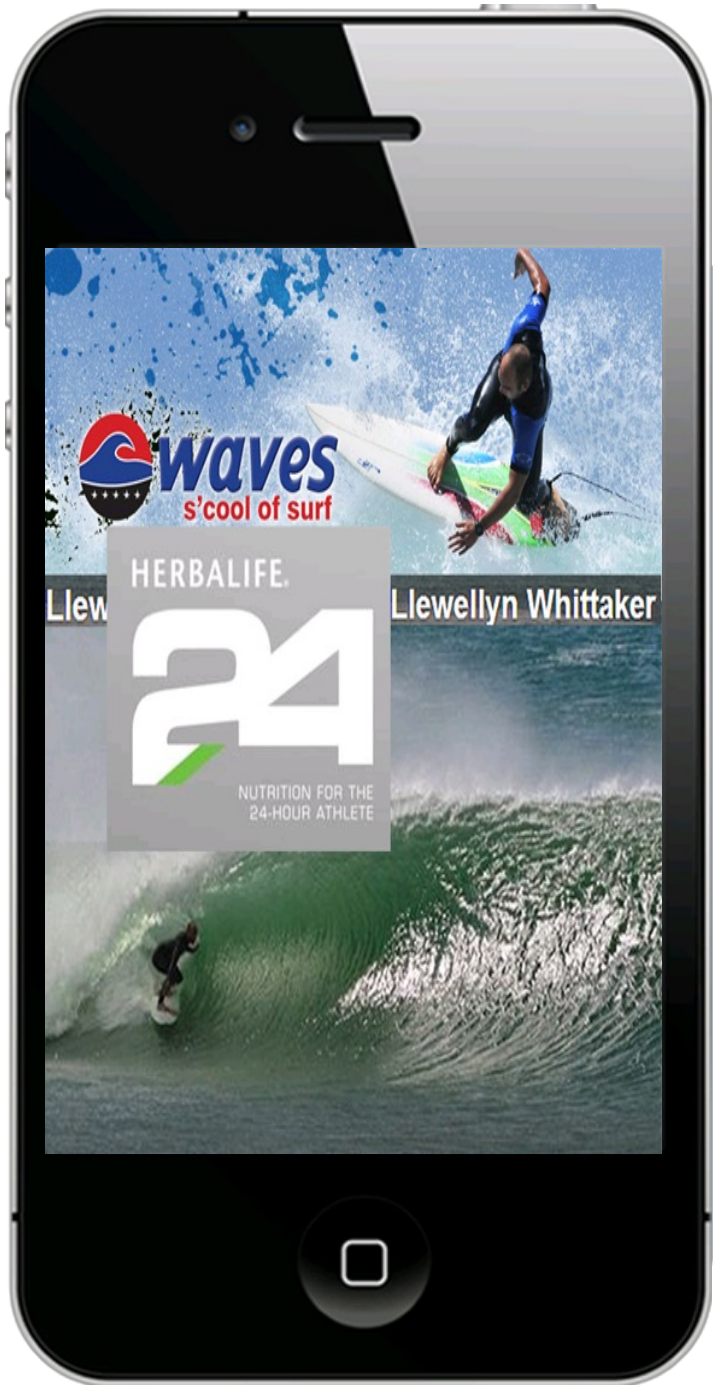 waves
s'cool of surf
HERBALIFE.
Llew
Llewellyn Whittaker
24
NUTRITION FOR THE
24-HOUR ATHLETE